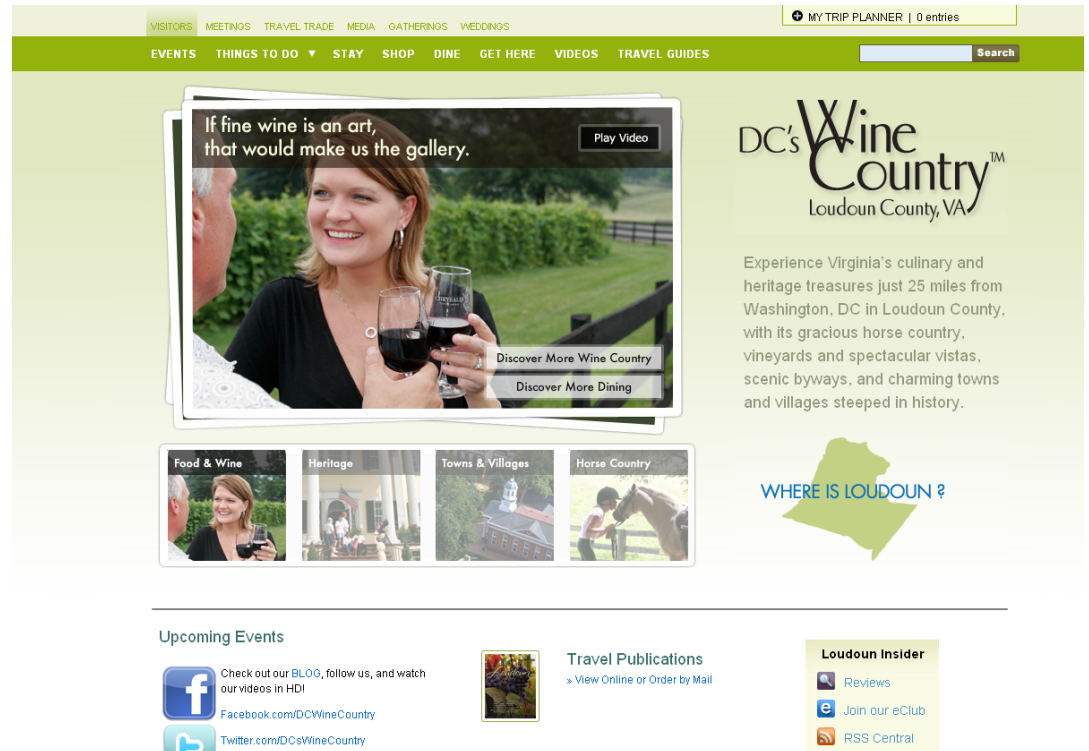 VISITORS MEETINGS TRAVEL TRADE MEDIA GATHERINGS WEDDINGS
MY TRIP PLANNER | 0 entries
EVENTS THINGS TO DO ▼ STAY SHOP DINE GET HERE VIDEOS TRAVEL GUIDES
Search
If fine wine is an art,
that would make us the gallery.
Play Video
Discover More Wine Country
Discover More Dining
DC's Wine
Country™
Loudoun County, VA
Experience Virginia's culinary and
heritage treasures just 25 miles from
Washington, DC in Loudoun County,
with its gracious horse country,
vineyards and spectacular vistas,
scenic byways, and charming towns
and villages steeped in history.
Food & Wine
Heritage
Towns & Villages
Horse Country
WHERE IS LOUDOUN ?
Upcoming Events
Check out our BLOG, follow us, and watch
our videos in HD!
Facebook.com/DCWineCountry
Twitter.com/DCsWineCountry
Travel Publications
» View Online or Order by Mail
Loudoun Insider
Reviews
Join our eClub
RSS Central